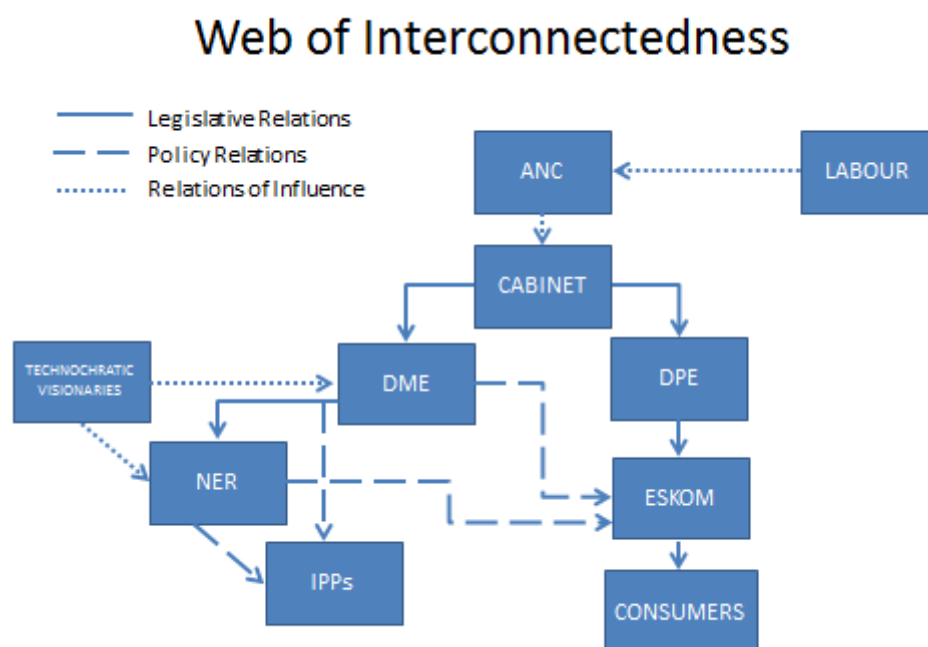 Web of Interconnectedness
Legislative Relations
Policy Relations
Relations of Influence
ANC
LABOUR
CABINET
TECHNOCHRATIC
VISIONARIES
DME
DPE
NER
ESKOM
IPPs
CONSUMERS